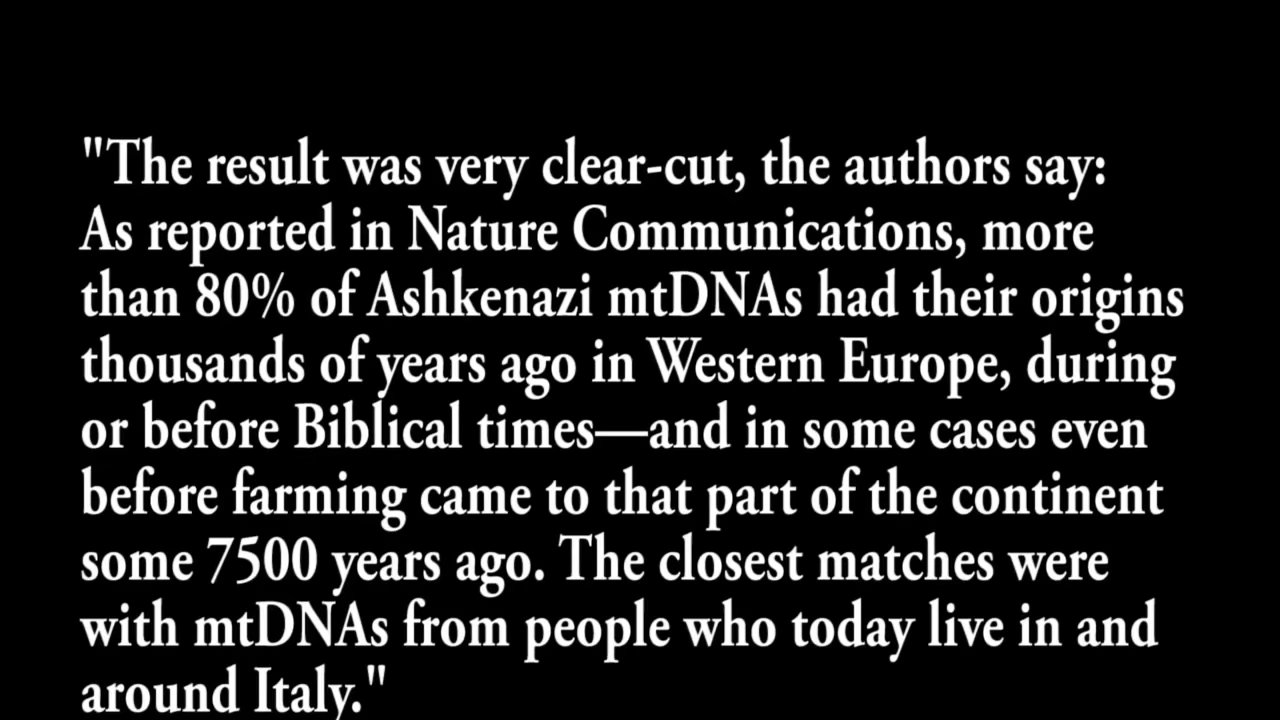 "The result was very clear-cut, the authors say:
As reported in Nature Communications, more
than 80% of Ashkenazi mtDNAs had their origins
thousands of years ago in Western Europe, during
or before Biblical times—and in some cases even
before farming came to that part of the continent
some 7500 years ago. The closest matches were
with mtDNAs from people who today live in and
around Italy."